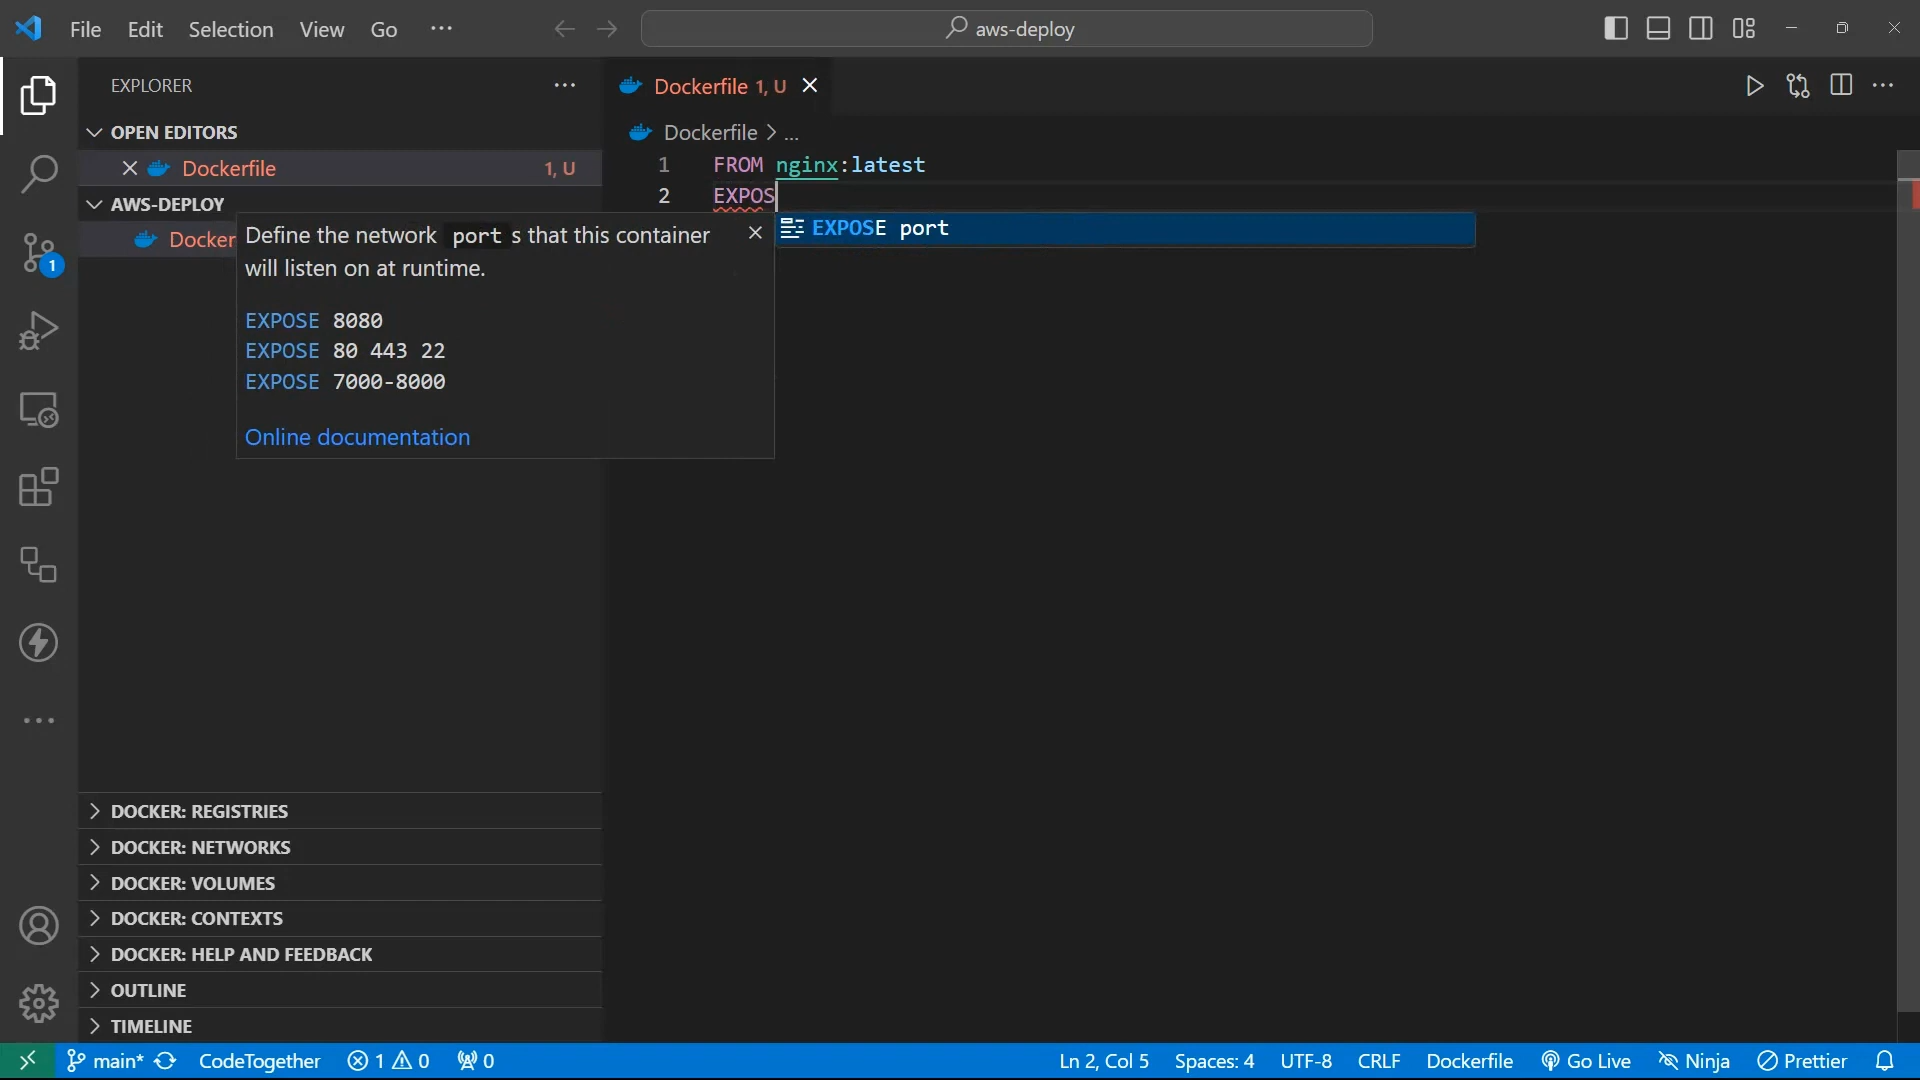 File Edit Selection View Go ···
aws-deploy
EXPLORER
OPEN EDITORS
Dockerfile 1, U
AWS-DEPLOY
Docker
Dockerfile 1, U
Dockerfile > ...
1 FROM nginx:latest
2 EXPOS
EXPOSE port
Define the network port s that this container
will listen on at runtime.
EXPOSE 8080
EXPOSE 80 443 22
EXPOSE 7000-8000
Online documentation
1
DOCKER: REGISTRIES
DOCKER: NETWORKS
DOCKER: VOLUMES
DOCKER: CONTEXTS
DOCKER: HELP AND FEEDBACK
OUTLINE
TIMELINE
main* CodeTogether 1 0 0 Ln 2, Col 5 Spaces: 4 UTF-8 CRLF Dockerfile Go Live Ninja Prettier